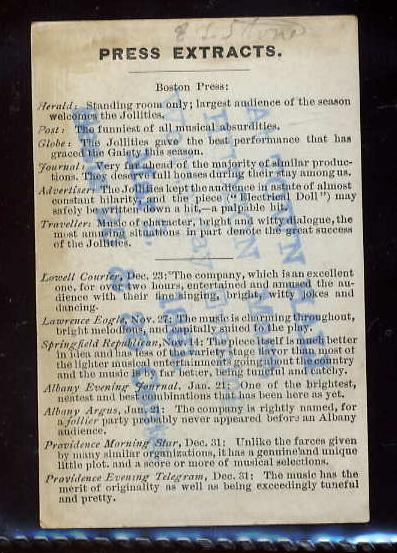 PRESS EXTRACTS.
Boston Press:
Herald: Standing room only; largest audience of the season
welcomes the Jollities.
Post: The funniest of all musical absurdities.
Globe: The Jollities gave the best performance that has
graced the Gaiety this season.
Journal: Very far ahead of the majority of similar produc-
tions. They deserve full houses during their stay among us.
Advertiser: The Jollities kept the audience in a state of almost
constant hilarity, and the piece ("Electrical Doll") may
safely be written down a hit,—a palpable hit.
Traveller: Music of character, bright and witty dialogue, the
most amusing situations in part denote the great success
of the Jollities.
Lowell Courier, Dec. 23: The company, which is an excellent
one, for over two hours, entertained and amused the au-
dience with their fine singing, bright, witty jokes and
dancing.
Lawrence Eagle, Nov. 27: The music is charming throughout,
bright, melodious, and capitally suited to the play.
Springfield Republican, Nov. 14: The piece itself is much better
in idea and has less of the variety stage flavor than most of
the lighter musical entertainments going about the country
and the music is by far better, being tuneful and catchy.
Albany Evening Journal, Jan. 21: One of the brightest,
neatest and best combinations that has been here as yet.
Albany Argus, Jan. 21: The company is rightly named, for
a jollier party probably never appeared before an Albany
audience.
Providence Morning Star, Dec. 31: Unlike the farces given
by many similar organizations, it has a genuine and unique
little plot. and a score or more of musical selections.
Providence Evening Telegram, Dec. 31: The music has the
merit of originality as well as being exceedingly tuneful
and pretty.